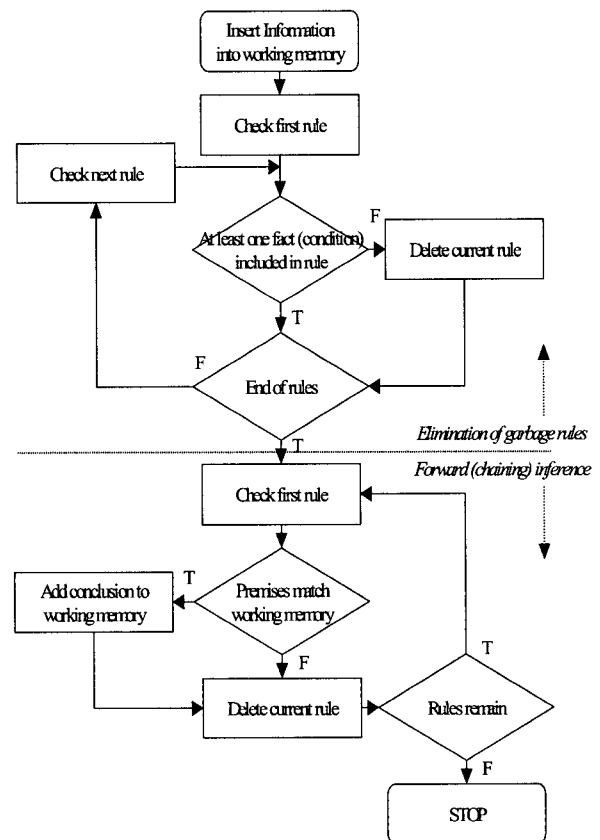 Insert Information
into working memory
Check first rule
Check next rule
At least one fact (condition)
included in rule
F
Delete current rule
T
F
End of rules
T
Elimination of garbage rules
Forward (chaining) inference
Check first rule
T
Premises match
working memory
Add conclusion to
working memory
F
T
Delete current rule
Rules remain
F
STOP